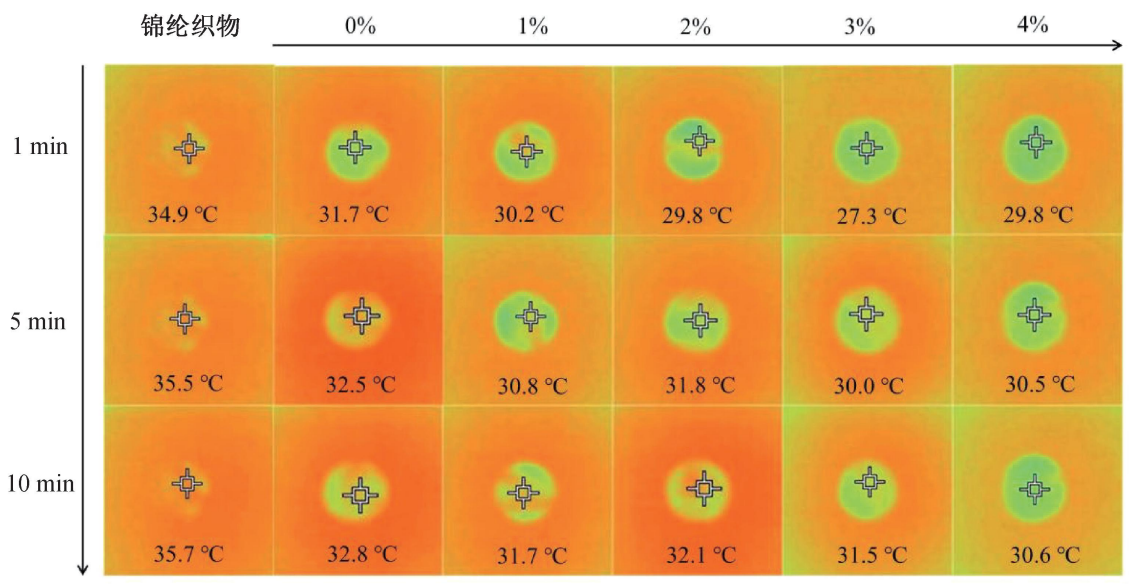 锦纶织物 0% 1% 2% 3% 4%
1 min
34.9 ℃ 31.7 ℃ 30.2 ℃ 29.8 ℃ 27.3 ℃ 29.8 ℃
5 min
35.5 ℃ 32.5 ℃ 30.8 ℃ 31.8 ℃ 30.0 ℃ 30.5 ℃
10 min
35.7 ℃ 32.8 ℃ 31.7 ℃ 32.1 ℃ 31.5 ℃ 30.6 ℃